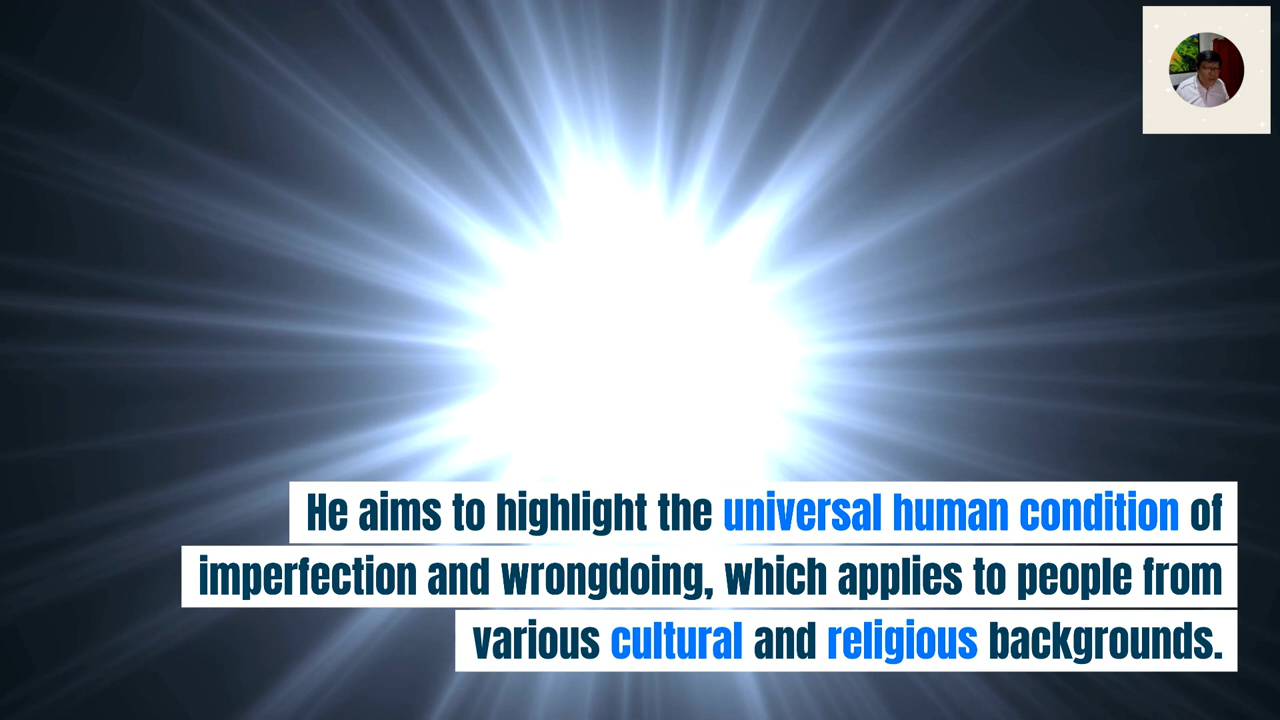 He aims to highlight the universal human condition of
imperfection and wrongdoing, which applies to people from
various cultural and religious backgrounds.